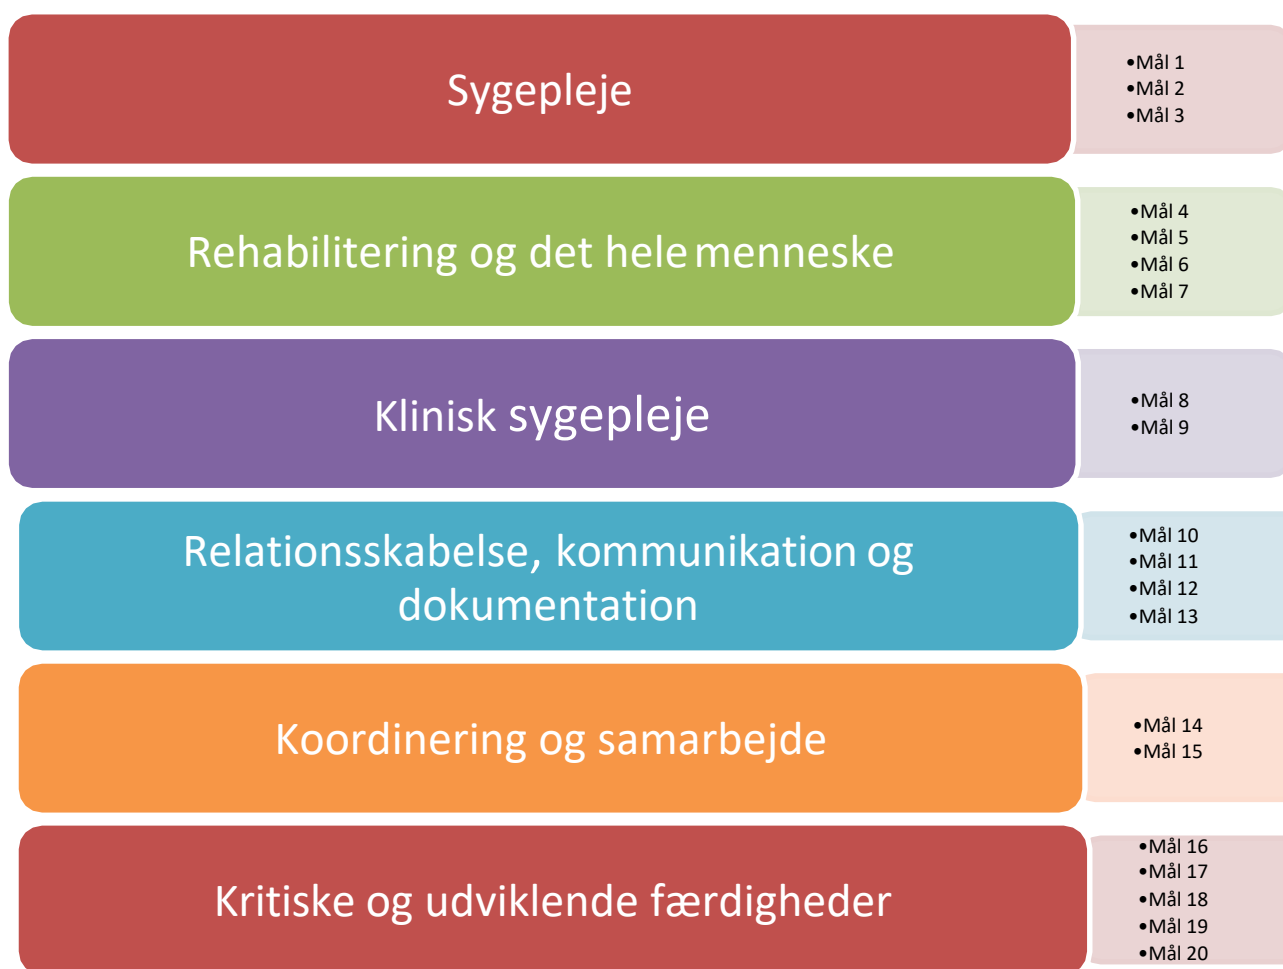 Sygepleje
•Mål 1
•Mål 2
•Mål 3
Rehabilitering og det hele menneske
•Mål 4
•Mål 5
•Mål 6
•Mål 7
Klinisk sygepleje
•Mål 8
•Mål 9
Relationsskabelse, kommunikation og
dokumentation
•Mål 10
•Mål 11
•Mål 12
•Mål 13
Koordinering og samarbejde
•Mål 14
•Mål 15
Kritiske og udviklende færdigheder
•Mål 16
•Mål 17
•Mål 18
•Mål 19
•Mål 20